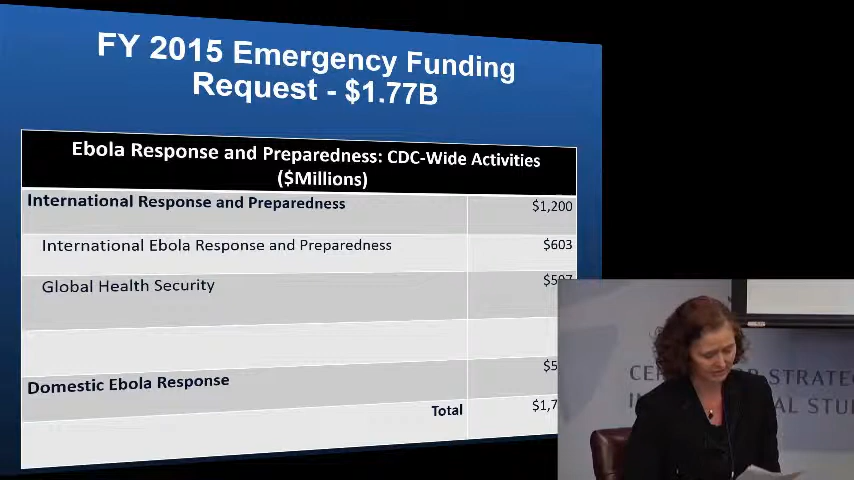 FY 2015 Emergency Funding
Request - $1.77B
Ebola Response and Preparedness: CDC-Wide Activities
($Millions)
International Response and Preparedness $1,200
International Ebola Response and Preparedness $603
Global Health Security
Domestic Ebola Response
Total
STRATE